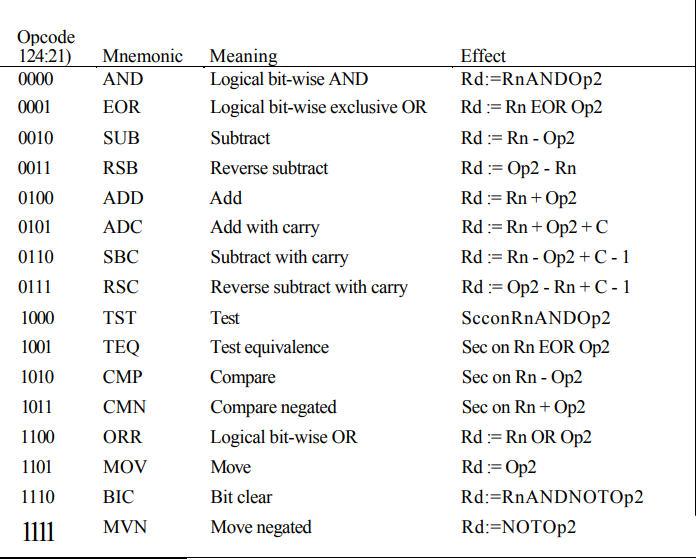 Opcode
124:21) Mnemonic Meaning Effect
0000 AND Logical bit-wise AND Rd:=RnANDOp2
0001 EOR Logical bit-wise exclusive OR Rd := Rn EOR Op2
0010 SUB Subtract Rd := Rn - Op2
0011 RSB Reverse subtract Rd := Op2 - Rn
0100 ADD Add Rd := Rn + Op2
0101 ADC Add with carry Rd := Rn + Op2 + C
0110 SBC Subtract with carry Rd := Rn - Op2 + C - 1
0111 RSC Reverse subtract with carry Rd := Op2 - Rn + C - 1
1000 TST Test ScconRnANDOp2
1001 TEQ Test equivalence Sec on Rn EOR Op2
1010 CMP Compare Sec on Rn - Op2
1011 CMN Compare negated Sec on Rn + Op2
1100 ORR Logical bit-wise OR Rd := Rn OR Op2
1101 MOV Move Rd := Op2
1110 BIC Bit clear Rd:=RnANDNOTOp2
1111 MVN Move negated Rd:=NOTOp2